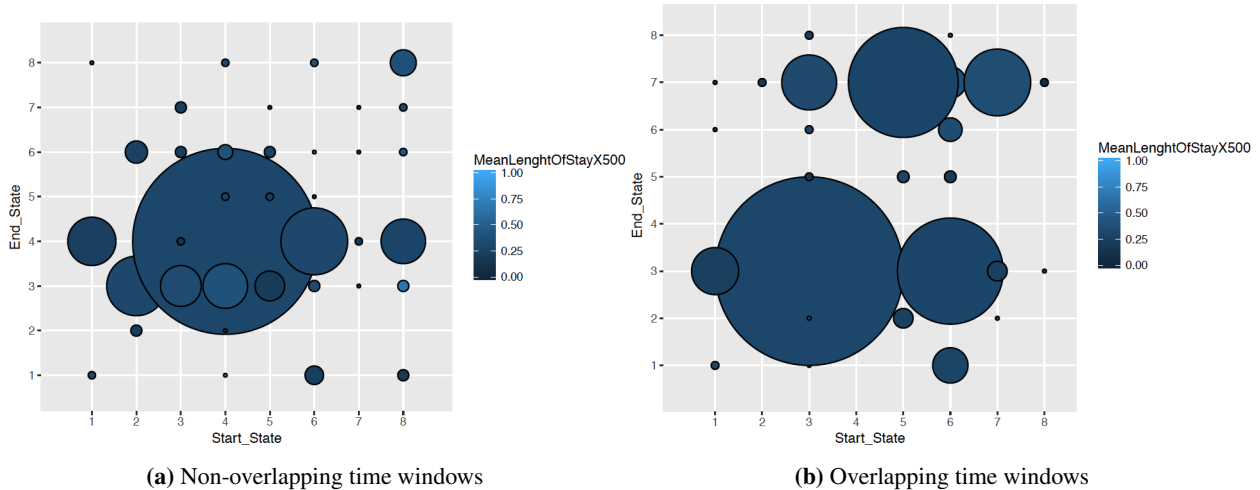 8
7
6
5
4
3
2
1
End_State
1 2 3 4 5 6 7 8
Start_State
MeanLenghtOfStayX500
1.00
0.75
0.50
0.25
0.00
(a) Non-overlapping time windows
8
7
6
5
4
3
2
1
End_State
1 2 3 4 5 6 7 8
Start_State
MeanLenghtOfStayX500
1.00
0.75
0.50
0.25
0.00
(b) Overlapping time windows